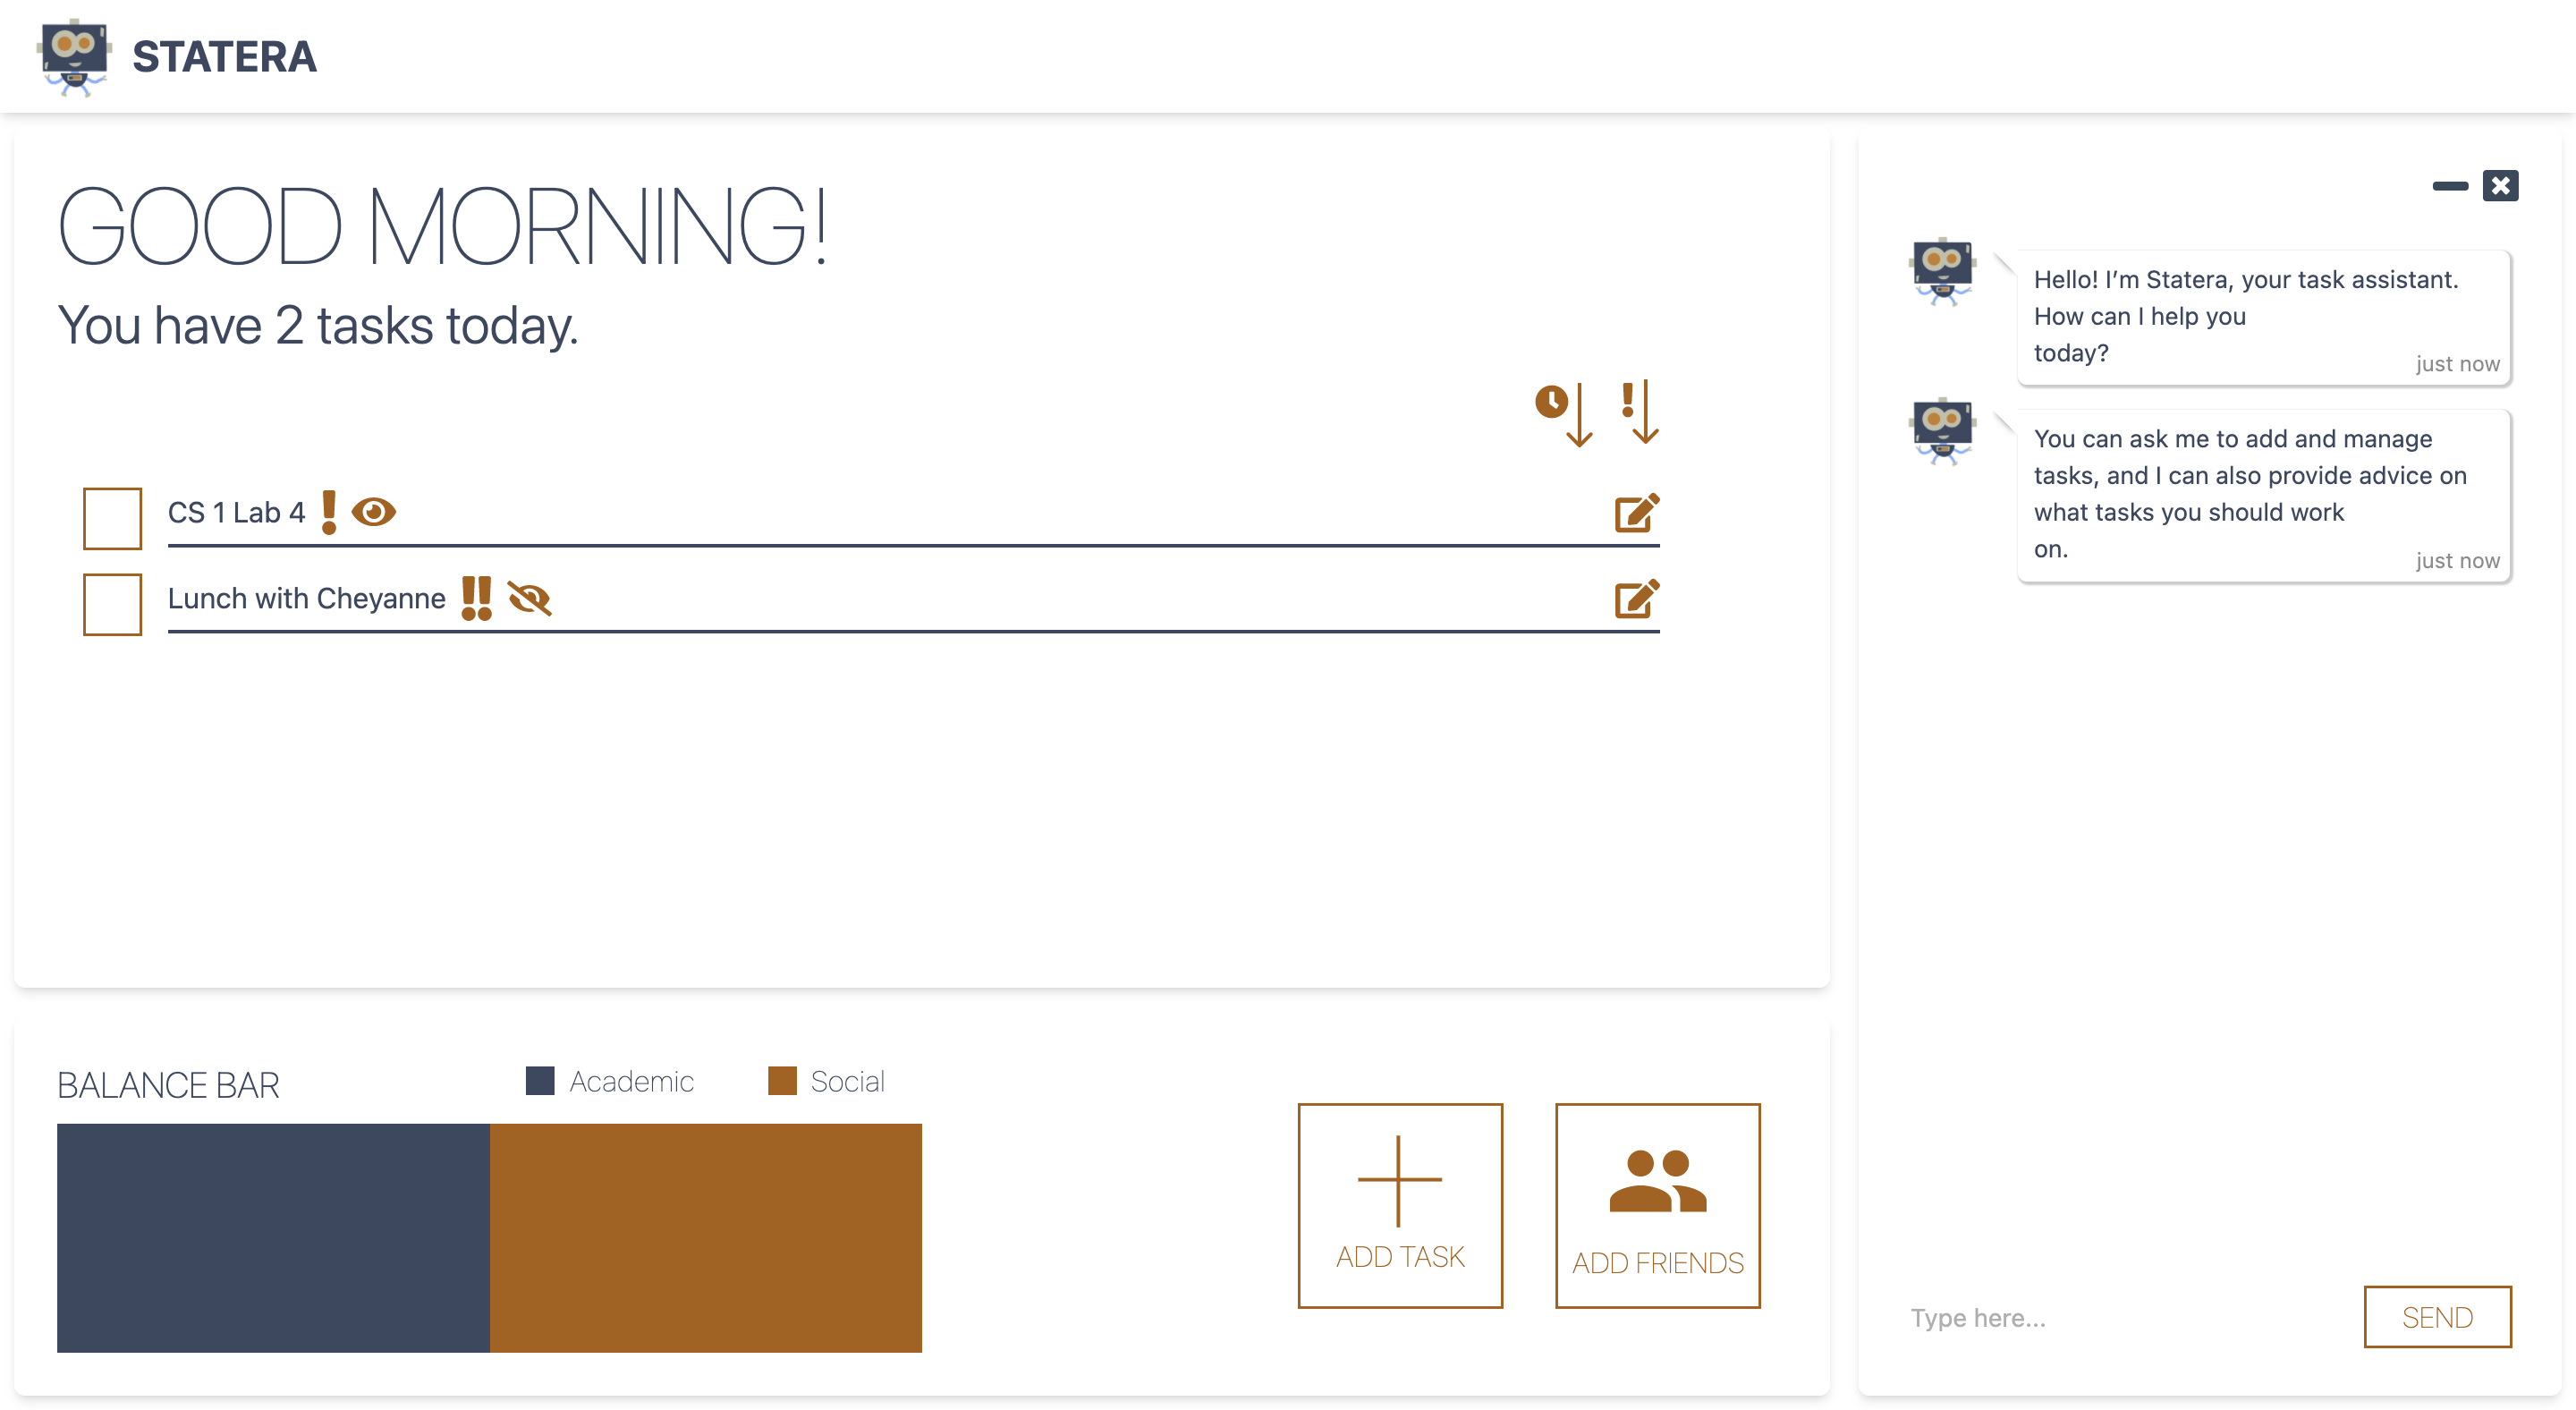 STATERA
GOOD MORNING!
You have 2 tasks today.
CS 1 Lab 4
Lunch with Cheyanne
BALANCE BAR
Academic
Social
ADD TASK
ADD FRIENDS
Hello! I'm Statera, your task assistant.
How can I help you
today?
just now
You can ask me to add and manage
tasks, and I can also provide advice on
what tasks you should work
on.
just now
Type here...
SEND